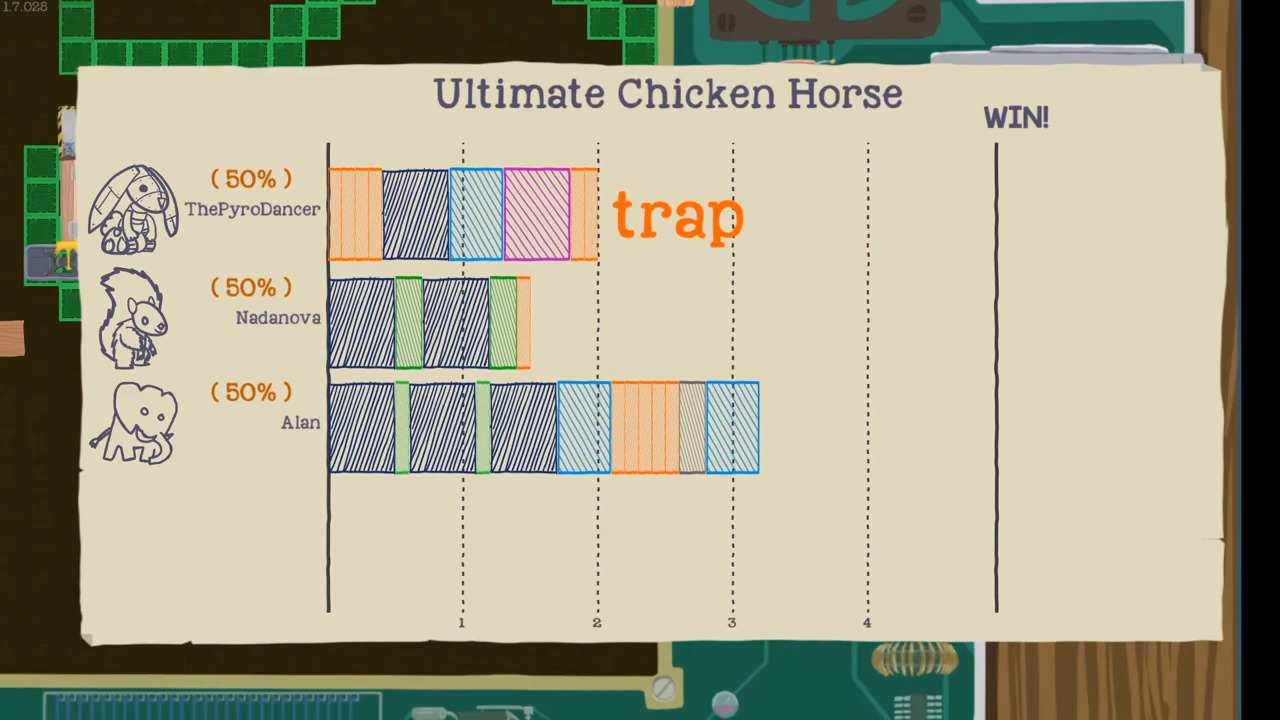 1.7.028
Ultimate Chicken Horse
WIN!
(50%)
ThePyroDancer
trap
(50%)
Nadanova
(50%)
Alan
1 2 3 4